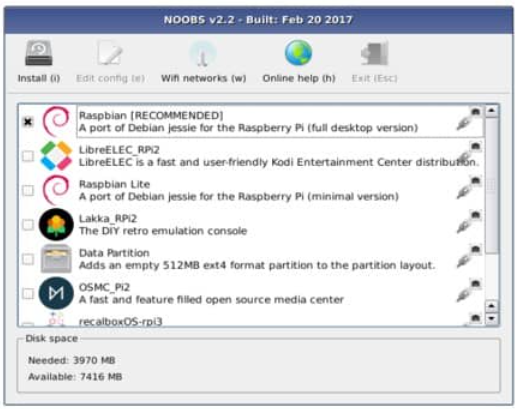 NOOBS v2.2 - Built: Feb 20 2017
Install (i) Edit config (e) Wifi networks (w) Online help (h) Exit (Esc)
Raspbian [RECOMMENDED]
A port of Debian jessie for the Raspberry Pi (full desktop version)
LibreELEC_RPi2
LibreELEC is a fast and user-friendly Kodi Entertainment Center distribution.
Raspbian Lite
A port of Debian jessie for the Raspberry Pi (minimal version)
Lakka_RPi2
The DIY retro emulation console
Data Partition
Adds an empty 512MB ext4 format partition to the partition layout.
OSMC_Pi2
A fast and feature filled open source media center
recalboxOS-rpi3
Disk space
Needed: 3970 MB
Available: 7416 MB